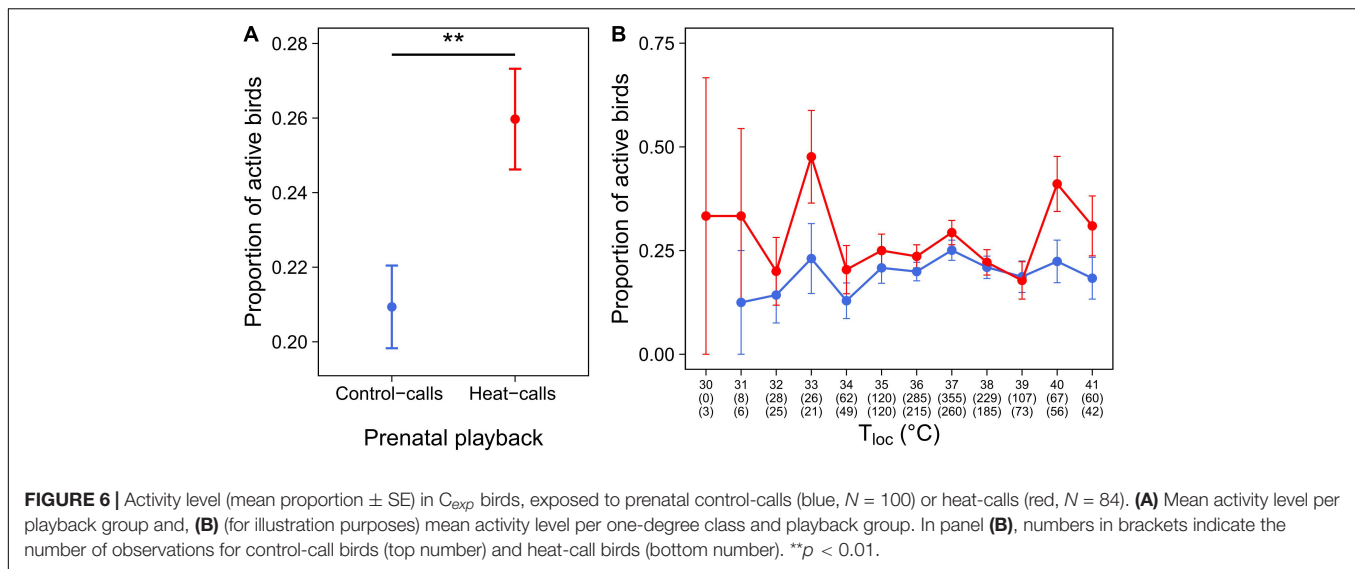 A
B
**
Proportion of active birds
0.28
0.26
0.24
0.22
0.20
Control−calls Heat−calls
Prenatal playback
Proportion of active birds
0.75
0.50
0.25
0.00
30 31 32 33 34 35 36 37 38 39 40 41
(0) (8) (28) (26) (62) (120) (285) (355) (229) (107) (67) (60)
(3) (6) (25) (21) (49) (120) (215) (260) (185) (73) (56) (42)
Tloc (°C)
FIGURE 6 | Activity level (mean proportion ± SE) in Cexp birds, exposed to prenatal control-calls (blue, N = 100) or heat-calls (red, N = 84). (A) Mean activity level per
playback group and, (B) (for illustration purposes) mean activity level per one-degree class and playback group. In panel (B), numbers in brackets indicate the
number of observations for control-call birds (top number) and heat-call birds (bottom number). **p < 0.01.